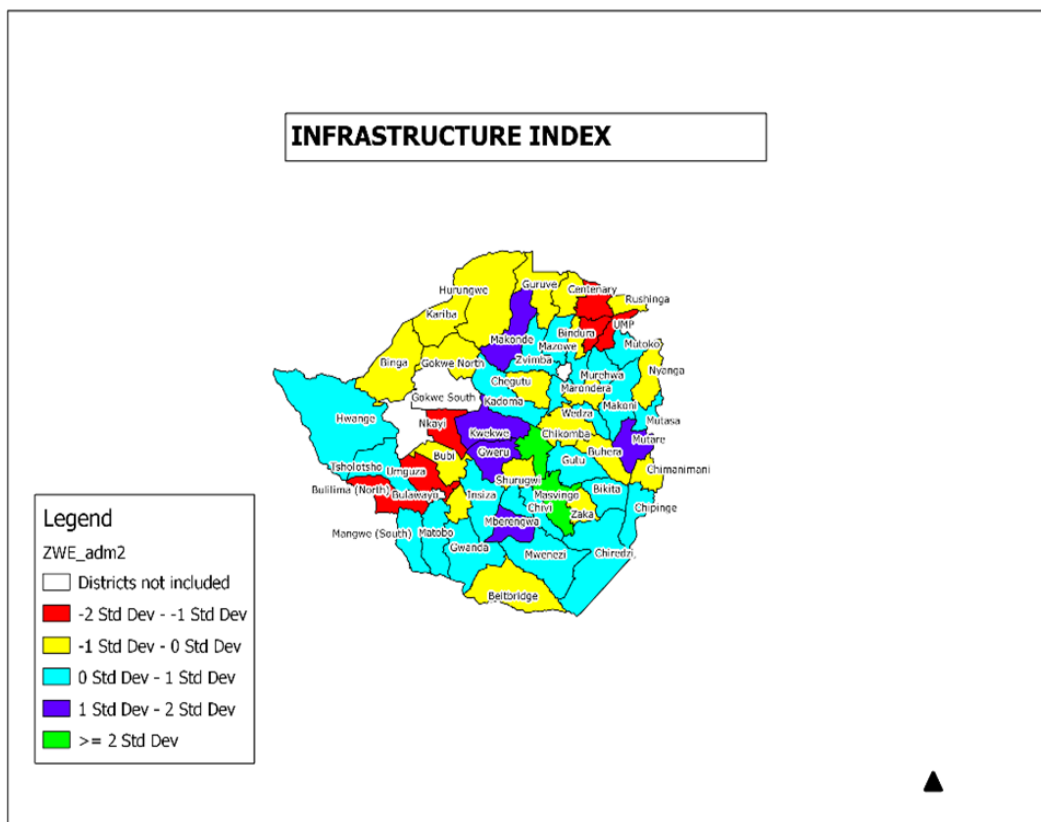 INFRASTRUCTURE INDEX
Guruve
Centenary
Hurungwe
Rushinga
Kariba
UMP
Bindura
Makonde
Mazowe
Mutoko
Binga
Gokwe North
Zvimba
Nyanga
Murehwa
Chegutu
Marondera
Gokwe South
Kadoma
Makoni
Hwange
Wedza
Mutasa
Nkayi
Kwekwe
Chikomba
Mutare
Gweru
Buhera
Bubi
Gutu
Tsholotsho
Umguza
Chimanimani
Shurugwi
Bulilima (North)
Bulawayo
Insiza
Masvingo
Bikita
Chivi
Zaka
Chipinge
Mberengwa
Mangwe (South)
Matobo
Gwanda
Mwenezi
Chiredzi
Beitbridge
Legend
ZWE_adm2
Districts not included
-2 Std Dev - -1 Std Dev
-1 Std Dev - 0 Std Dev
0 Std Dev - 1 Std Dev
1 Std Dev - 2 Std Dev
>= 2 Std Dev